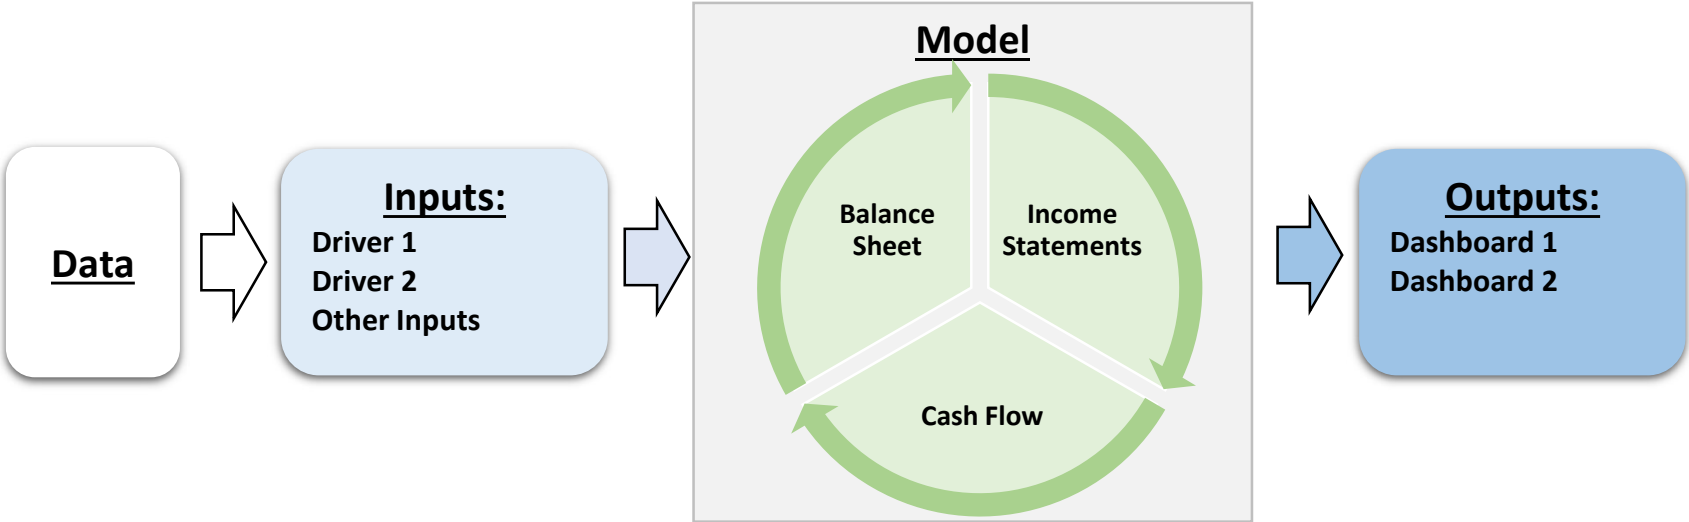 Data
Inputs:
Driver 1
Driver 2
Other Inputs
Model
Balance
Sheet
Income
Statements
Cash Flow
Outputs:
Dashboard 1
Dashboard 2